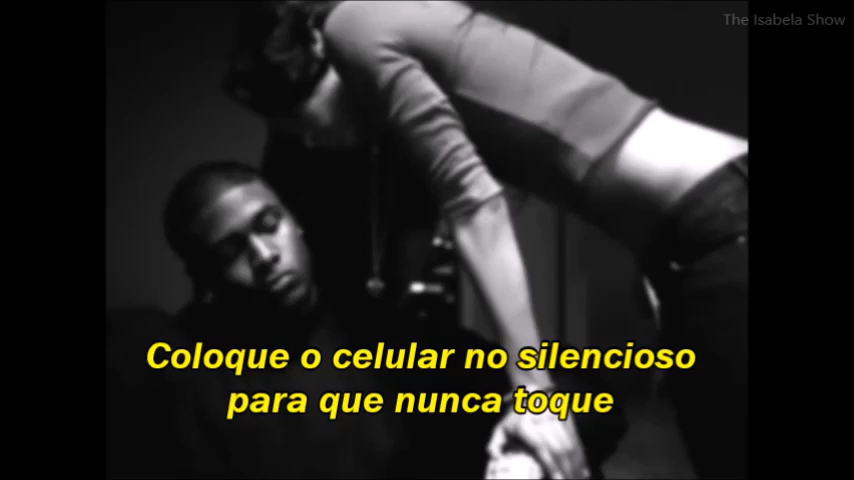 The Isabela Show
Coloque o celular no silencioso
para que nunca toque